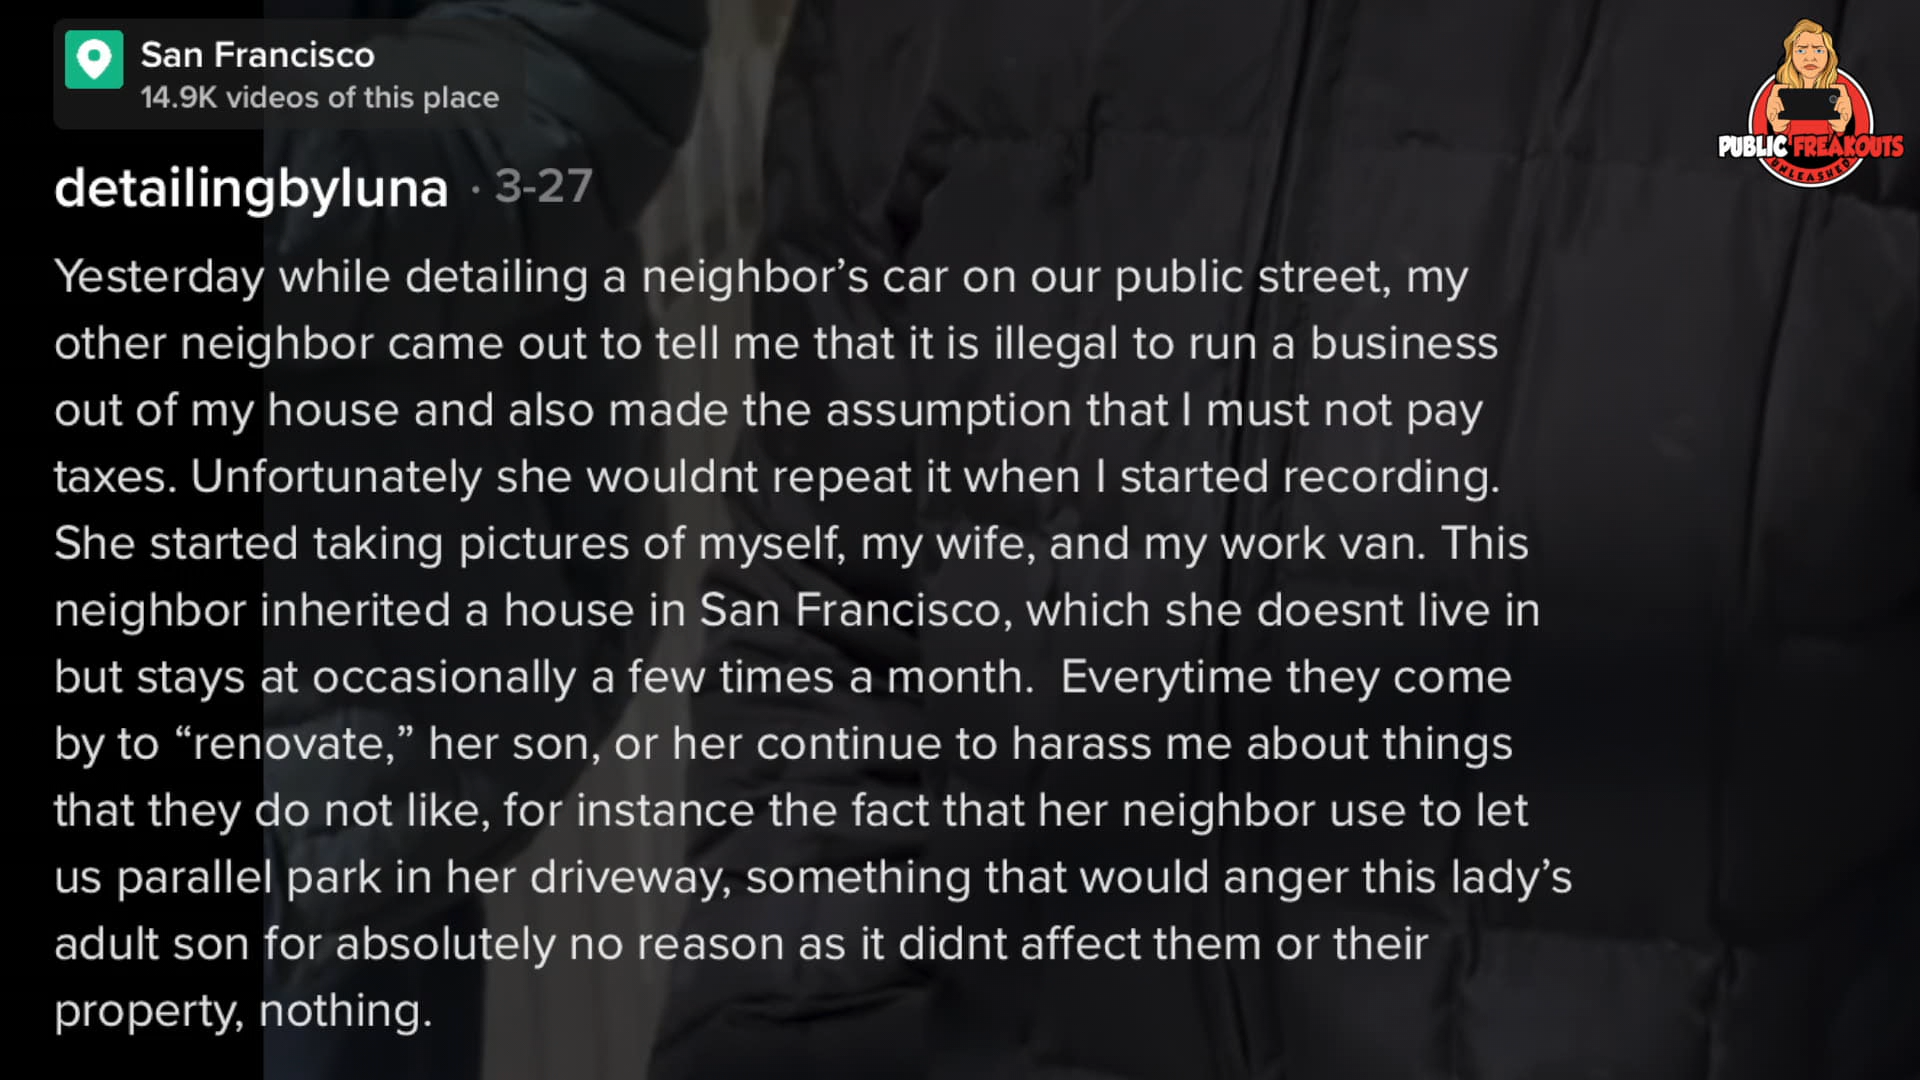 San Francisco
14.9K videos of this place
PUBLIC FREAKOUTS
UNLEASHED
detailingbyluna · 3-27
Yesterday while detailing a neighbor’s car on our public street, my
other neighbor came out to tell me that it is illegal to run a business
out of my house and also made the assumption that I must not pay
taxes. Unfortunately she wouldnt repeat it when I started recording.
She started taking pictures of myself, my wife, and my work van. This
neighbor inherited a house in San Francisco, which she doesnt live in
but stays at occasionally a few times a month.  Everytime they come
by to “renovate,” her son, or her continue to harass me about things
that they do not like, for instance the fact that her neighbor use to let
us parallel park in her driveway, something that would anger this lady’s
adult son for absolutely no reason as it didnt affect them or their
property, nothing.